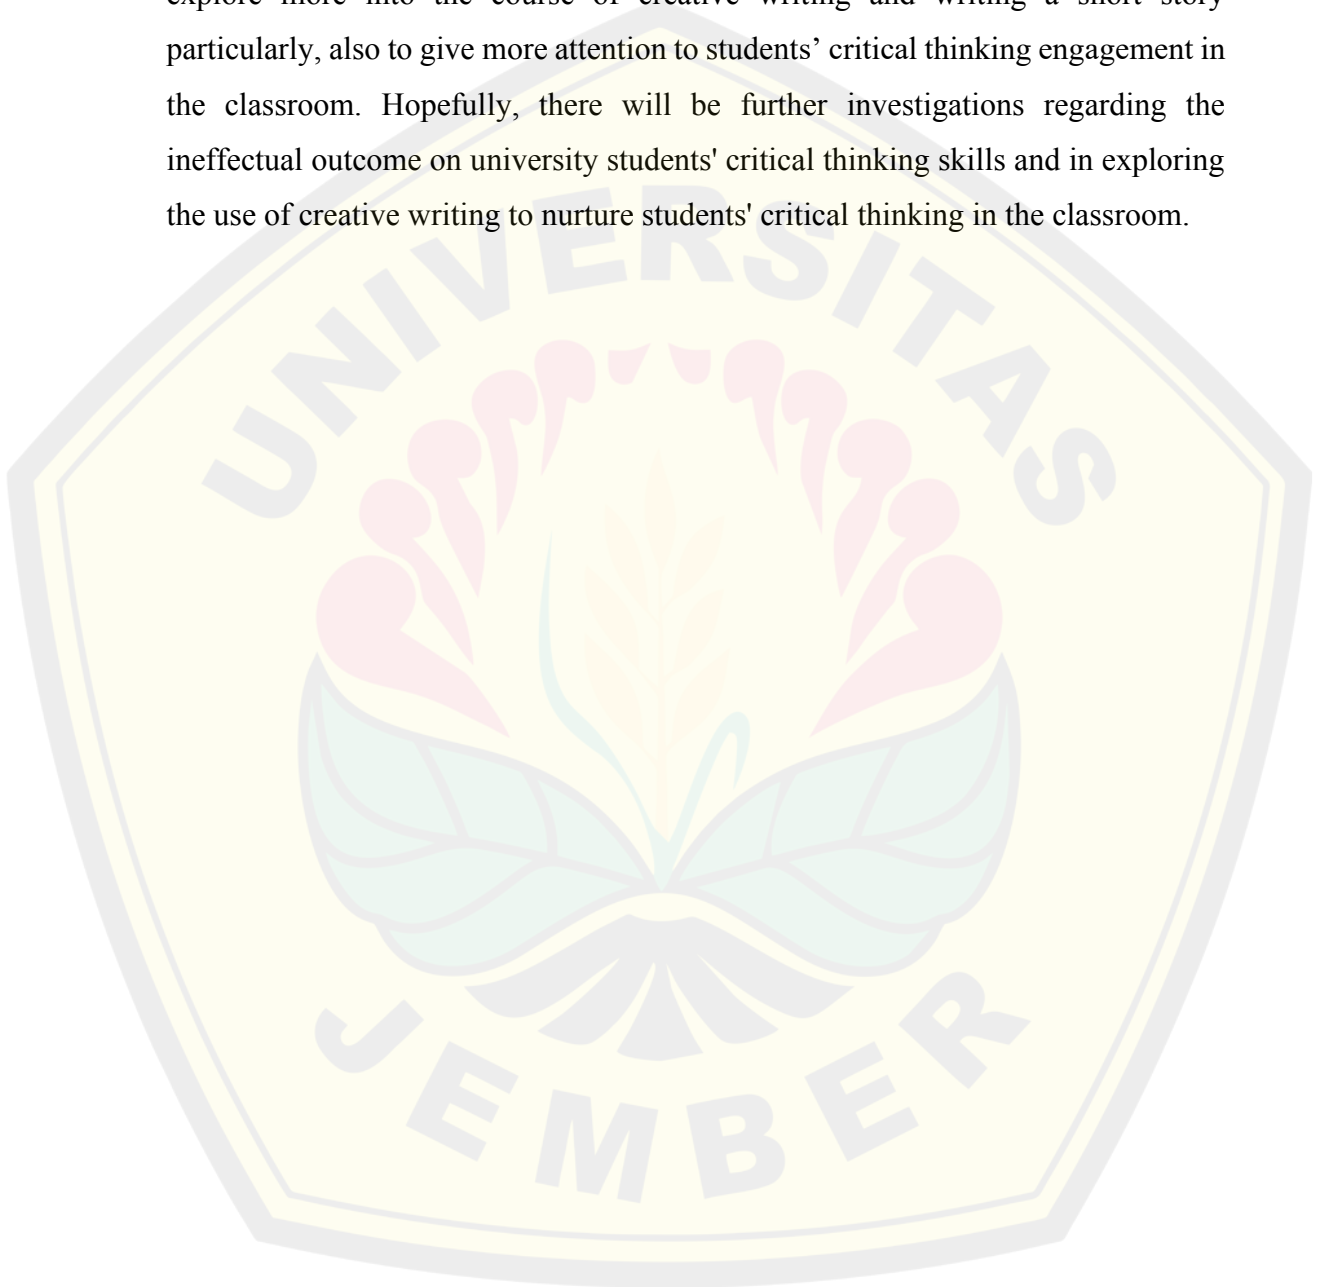 explore more into the course of creative writing and writing a short story
particularly, also to give more attention to students’ critical thinking engagement in
the classroom. Hopefully, there will be further investigations regarding the
ineffectual outcome on university students' critical thinking skills and in exploring
the use of creative writing to nurture students' critical thinking in the classroom.
UNIVERSITAS
JEMBER